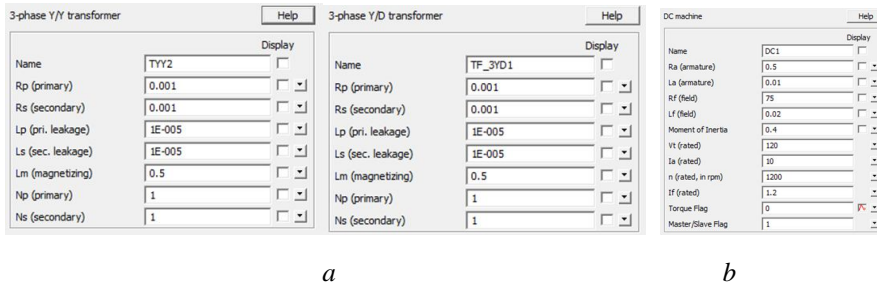 3-phase Y/Y transformer Help
Display
Name TYY2
Rp (primary) 0.001
Rs (secondary) 0.001
Lp (pri. leakage) 1E-005
Ls (sec. leakage) 1E-005
Lm (magnetizing) 0.5
Np (primary) 1
Ns (secondary) 1
3-phase Y/D transformer Help
Display
Name TF_3YD1
Rp (primary) 0.001
Rs (secondary) 0.001
Lp (pri. leakage) 1E-005
Ls (sec. leakage) 1E-005
Lm (magnetizing) 0.5
Np (primary) 1
Ns (secondary) 1
DC machine Help
Display
Name DC1
Ra (armature) 0.5
La (armature) 0.01
Rf (field) 75
Lf (field) 0.02
Moment of Inertia 0.4
Vt (rated) 120
Ia (rated) 10
n (rated, in rpm) 1200
If (rated) 1.2
Torque Flag 0
Master/Slave Flag 1
a b